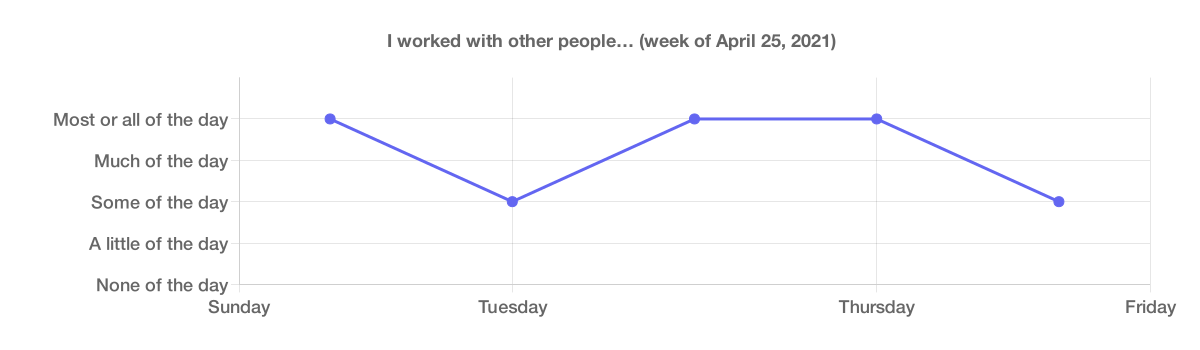 I worked with other people… (week of April 25, 2021)
Most or all of the day
Much of the day
Some of the day
A little of the day
None of the day
Sunday Tuesday Thursday Friday